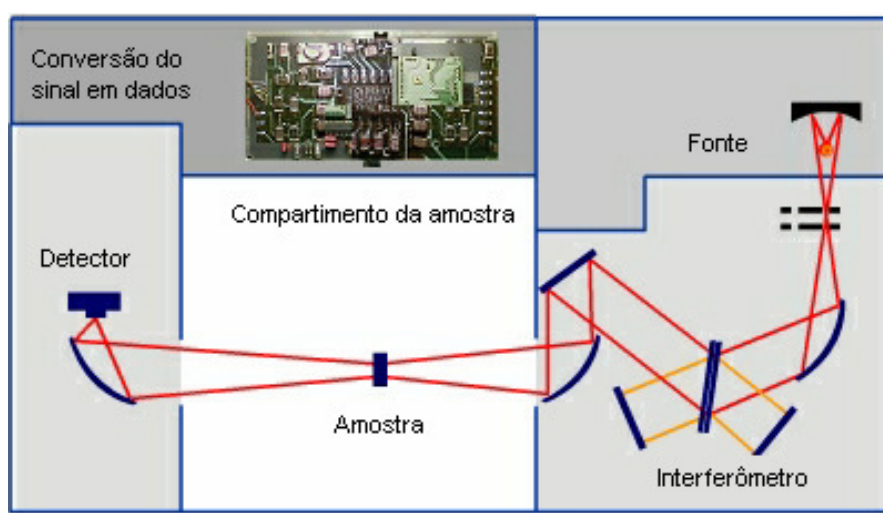 Conversão do
sinal em dados
Fonte
Compartimento da amostra
Detector
Amostra
Interferômetro